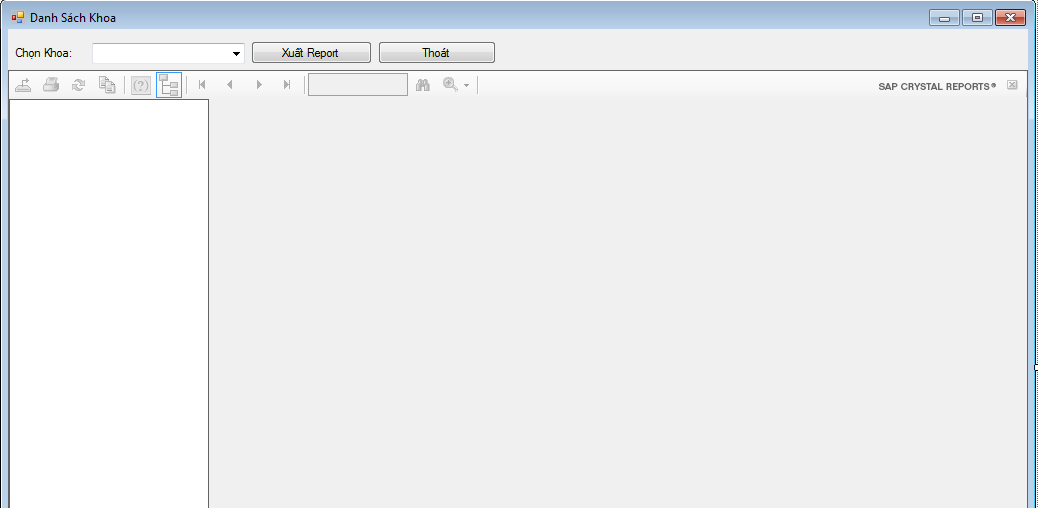 Danh Sách Khoa
Chọn Khoa: Xuất Report Thoát
(?) SAP CRYSTAL REPORTS®